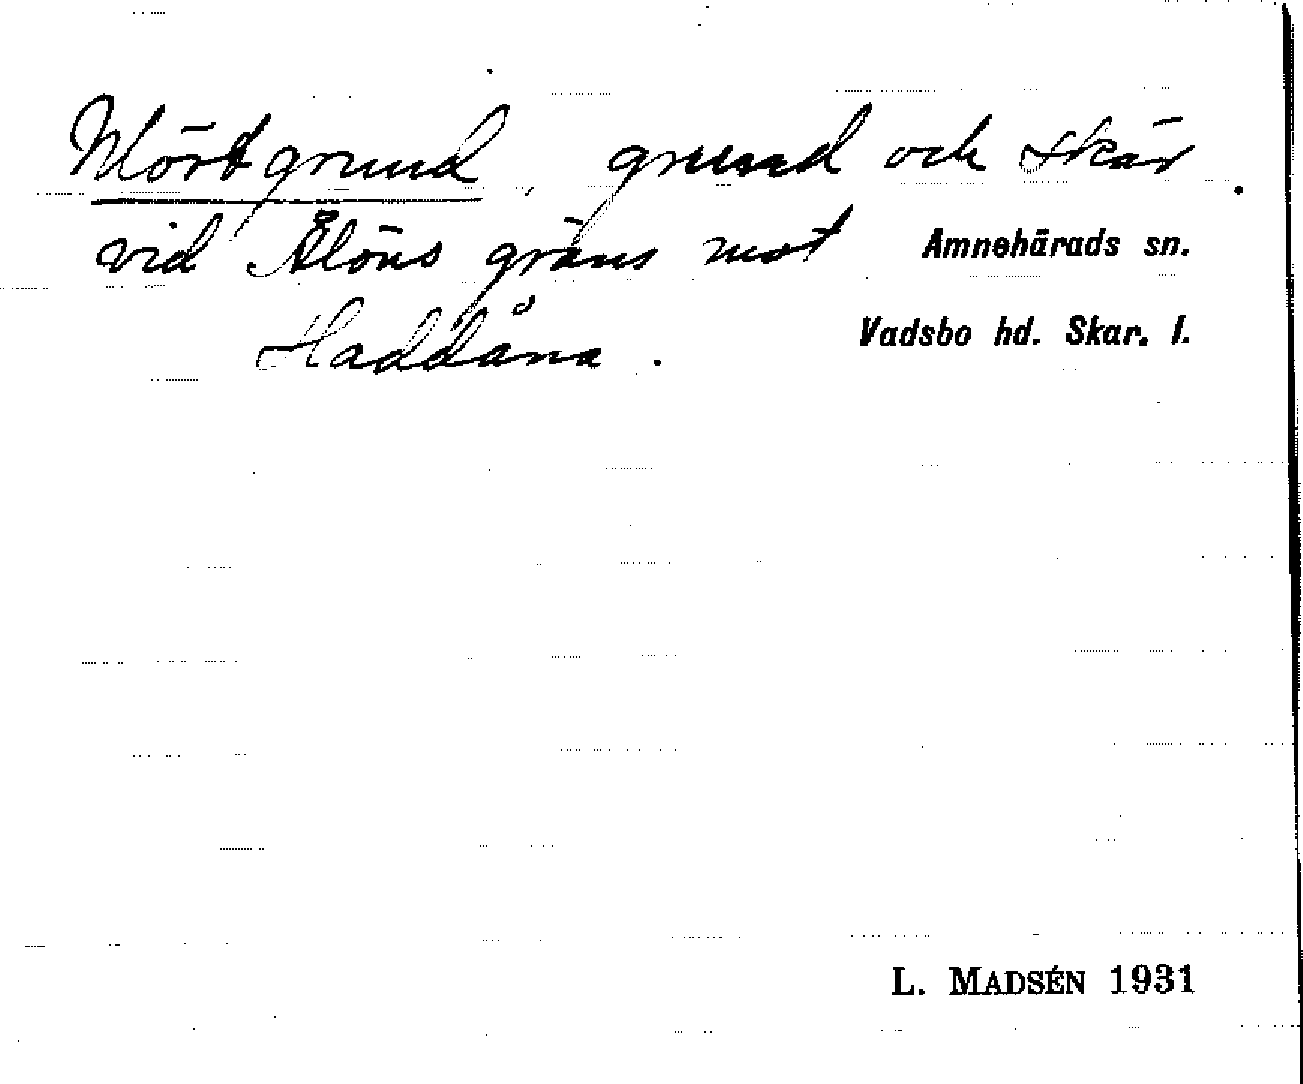 Mörtgrund, grund och skär.
vid Ålöns gräns mot
Haddåna.
Amnehärads sn.
Vadsbo hd. Skar. l.
L. MADSÉN 1931